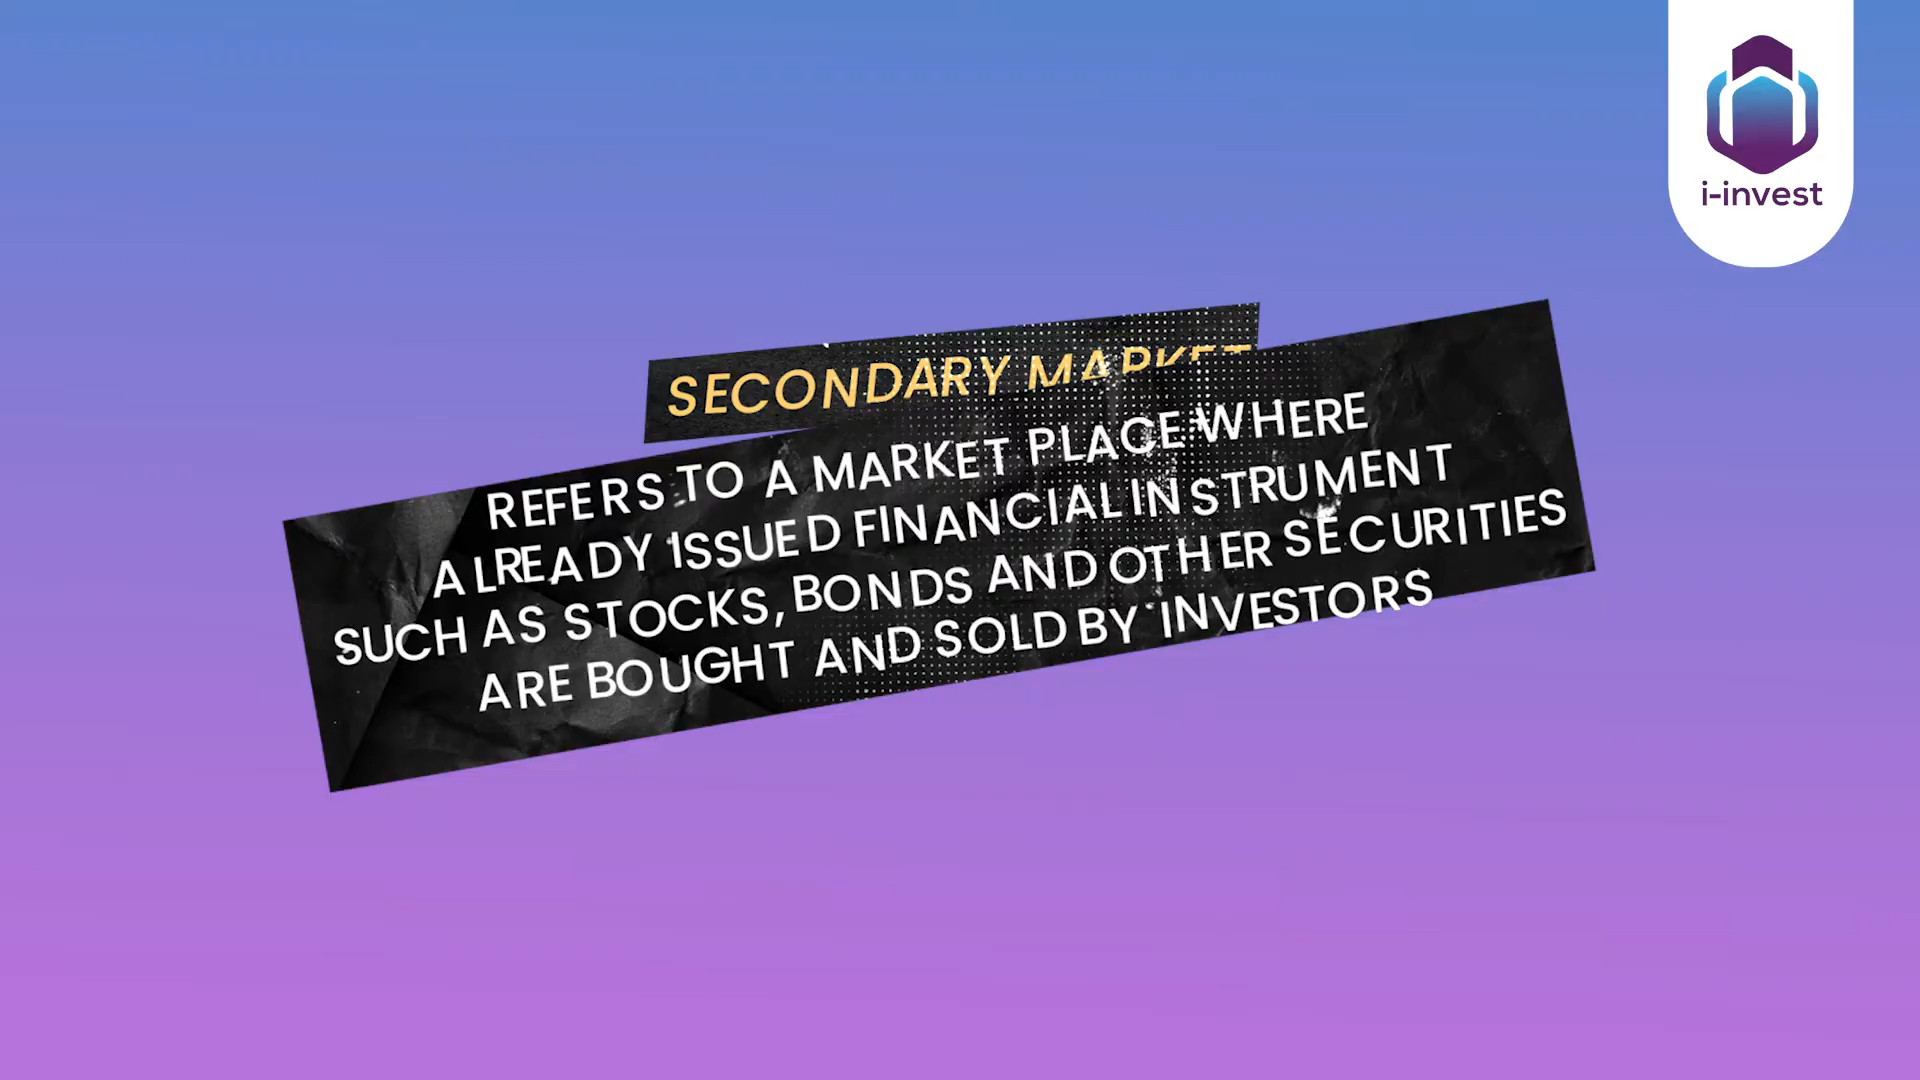 i-invest
SECONDARY MARKET
REFERS TO A MARKET PLACE WHERE
ALREADY ISSUED FINANCIAL INSTRUMENT
SUCH AS STOCKS, BONDS AND OTHER SECURITIES
ARE BOUGHT AND SOLD BY INVESTORS